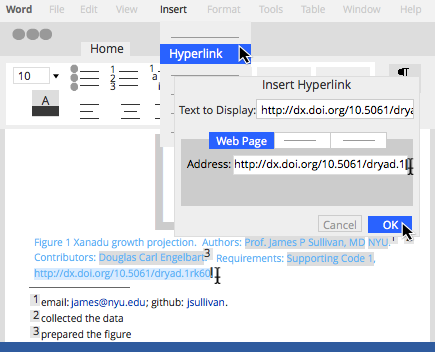 Word File Edit View Insert Format Tools Table Window Help
Home
Hyperlink
10
1
2
3
1
a
A
¶
Insert Hyperlink
Text to Display: http://dx.doi.org/10.5061/drya
Web Page
Address: http://dx.doi.org/10.5061/dryad.1
Cancel OK
Figure 1 Xanadu growth projection. Authors: Prof. James P Sullivan, MD NYU. 1
Contributors: Douglas Carl Engelbart 3 Requirements: Supporting Code 1,
http://dx.doi.org/10.5061/dryad.1rk60
1 email: james@nyu.edu; github: jsullivan.
2 collected the data
3 prepared the figure